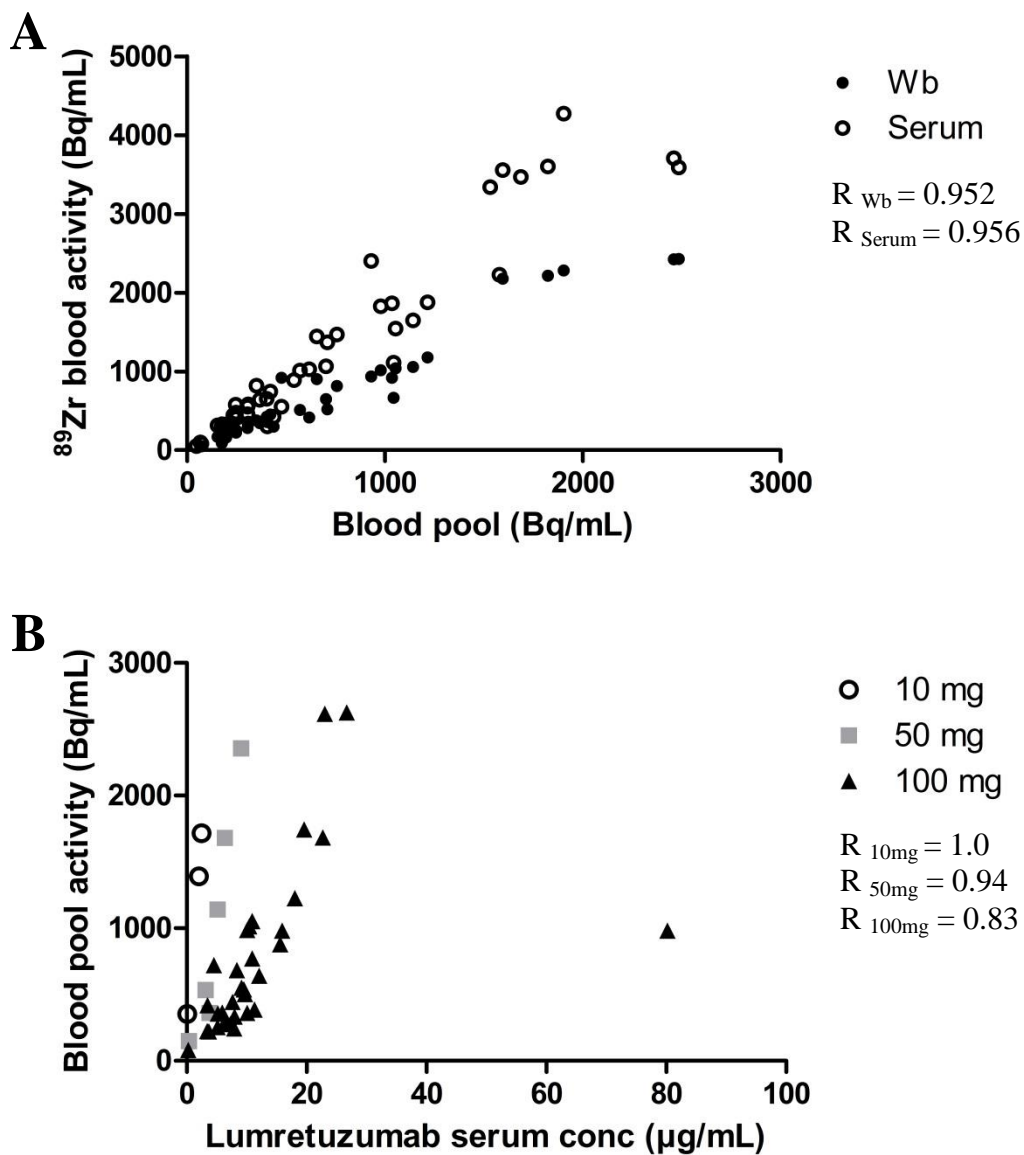 A
⁸⁹Zr blood activity (Bq/mL)
5000
4000
3000
2000
1000
0
0 1000 2000 3000
Blood pool (Bq/mL)
Wb
Serum
R Wb = 0.952
R Serum = 0.956
B
Blood pool activity (Bq/mL)
3000
2000
1000
0
0 20 40 60 80 100
Lumretuzumab serum conc (µg/mL)
10 mg
50 mg
100 mg
R 10mg = 1.0
R 50mg = 0.94
R 100mg = 0.83